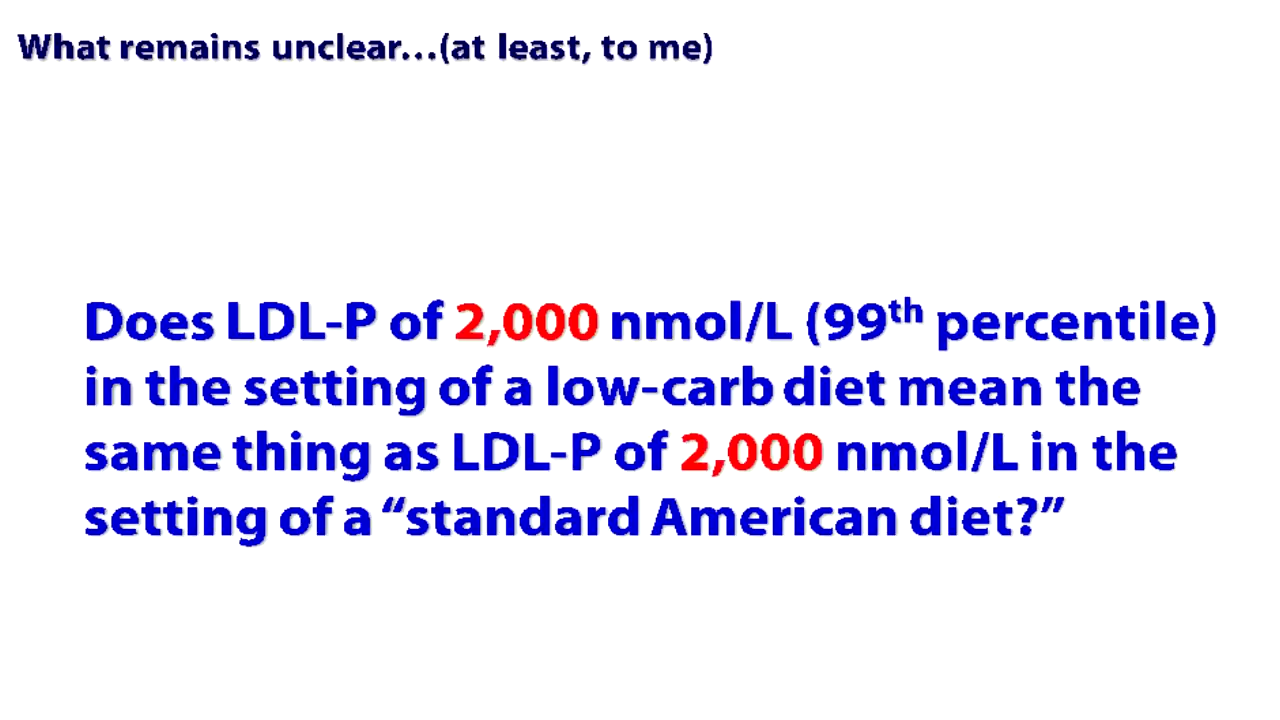 What remains unclear…(at least, to me)
Does LDL-P of 2,000 nmol/L (99th percentile)
in the setting of a low-carb diet mean the
same thing as LDL-P of 2,000 nmol/L in the
setting of a “standard American diet?”